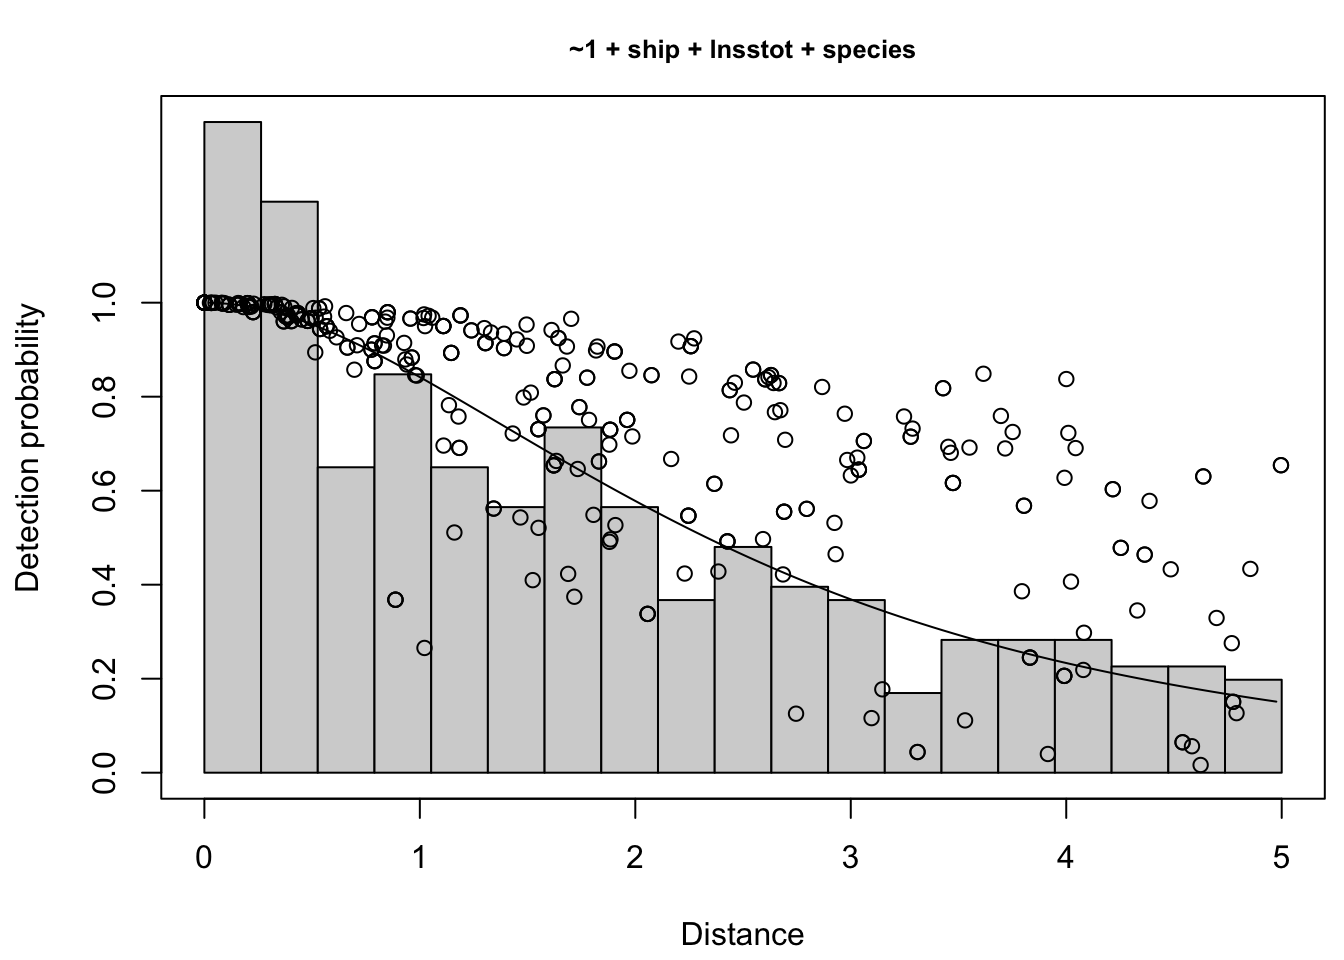 ~1 + ship + lnsstot + species
Detection probability
1.0
0.8
0.6
0.4
0.2
0.0
0 1 2 3 4 5
Distance